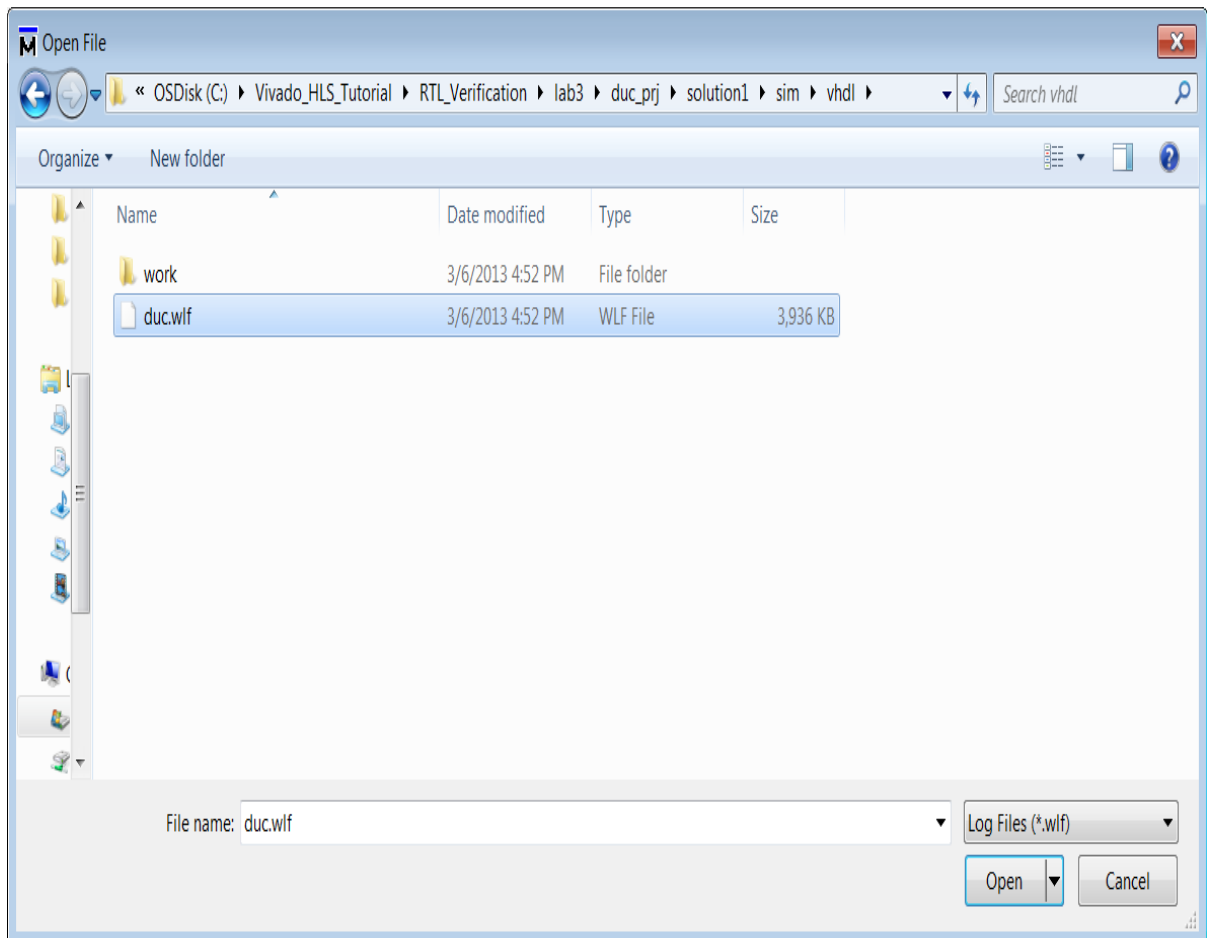 Open File
« OSDisk (C:) Vivado_HLS_Tutorial RTL_Verification lab3 duc_prj solution1 sim vhdl Search vhdl
Organize New folder
Name Date modified Type Size
work 3/6/2013 4:52 PM File folder
duc.wlf 3/6/2013 4:52 PM WLF File 3,936 KB
File name: duc.wlf Log Files (*.wlf)
Open Cancel